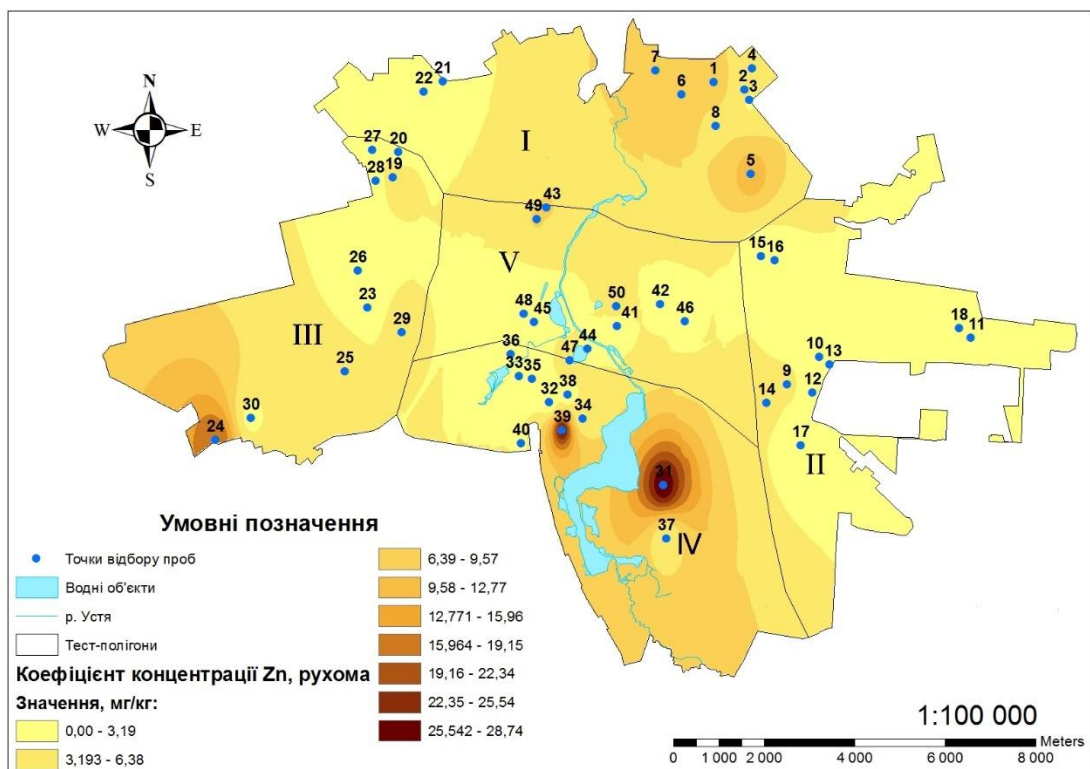 N
W E
S
7 1 4
6 2
3
8
5
21
22
27 20
28 19
I
43
49
26
23
29
III
25
30
24
V
48
45
50
41
42
46
44
47
36
33 35
32 38
34
39
40
31
37
IV
15 16
18
11
10 13
9
12
14
17
II
Умовні позначення
Точки відбору проб
Водні об'єкти
р. Устя
Тест-полігони
Коефіцієнт концентрації Zn, рухома
Значення, мг/кг:
0,00 - 3,19
3,193 - 6,38
6,39 - 9,57
9,58 - 12,77
12,771 - 15,96
15,964 - 19,15
19,16 - 22,34
22,35 - 25,54
25,542 - 28,74
1:100 000
Meters
0 1 000 2 000 4 000 6 000 8 000